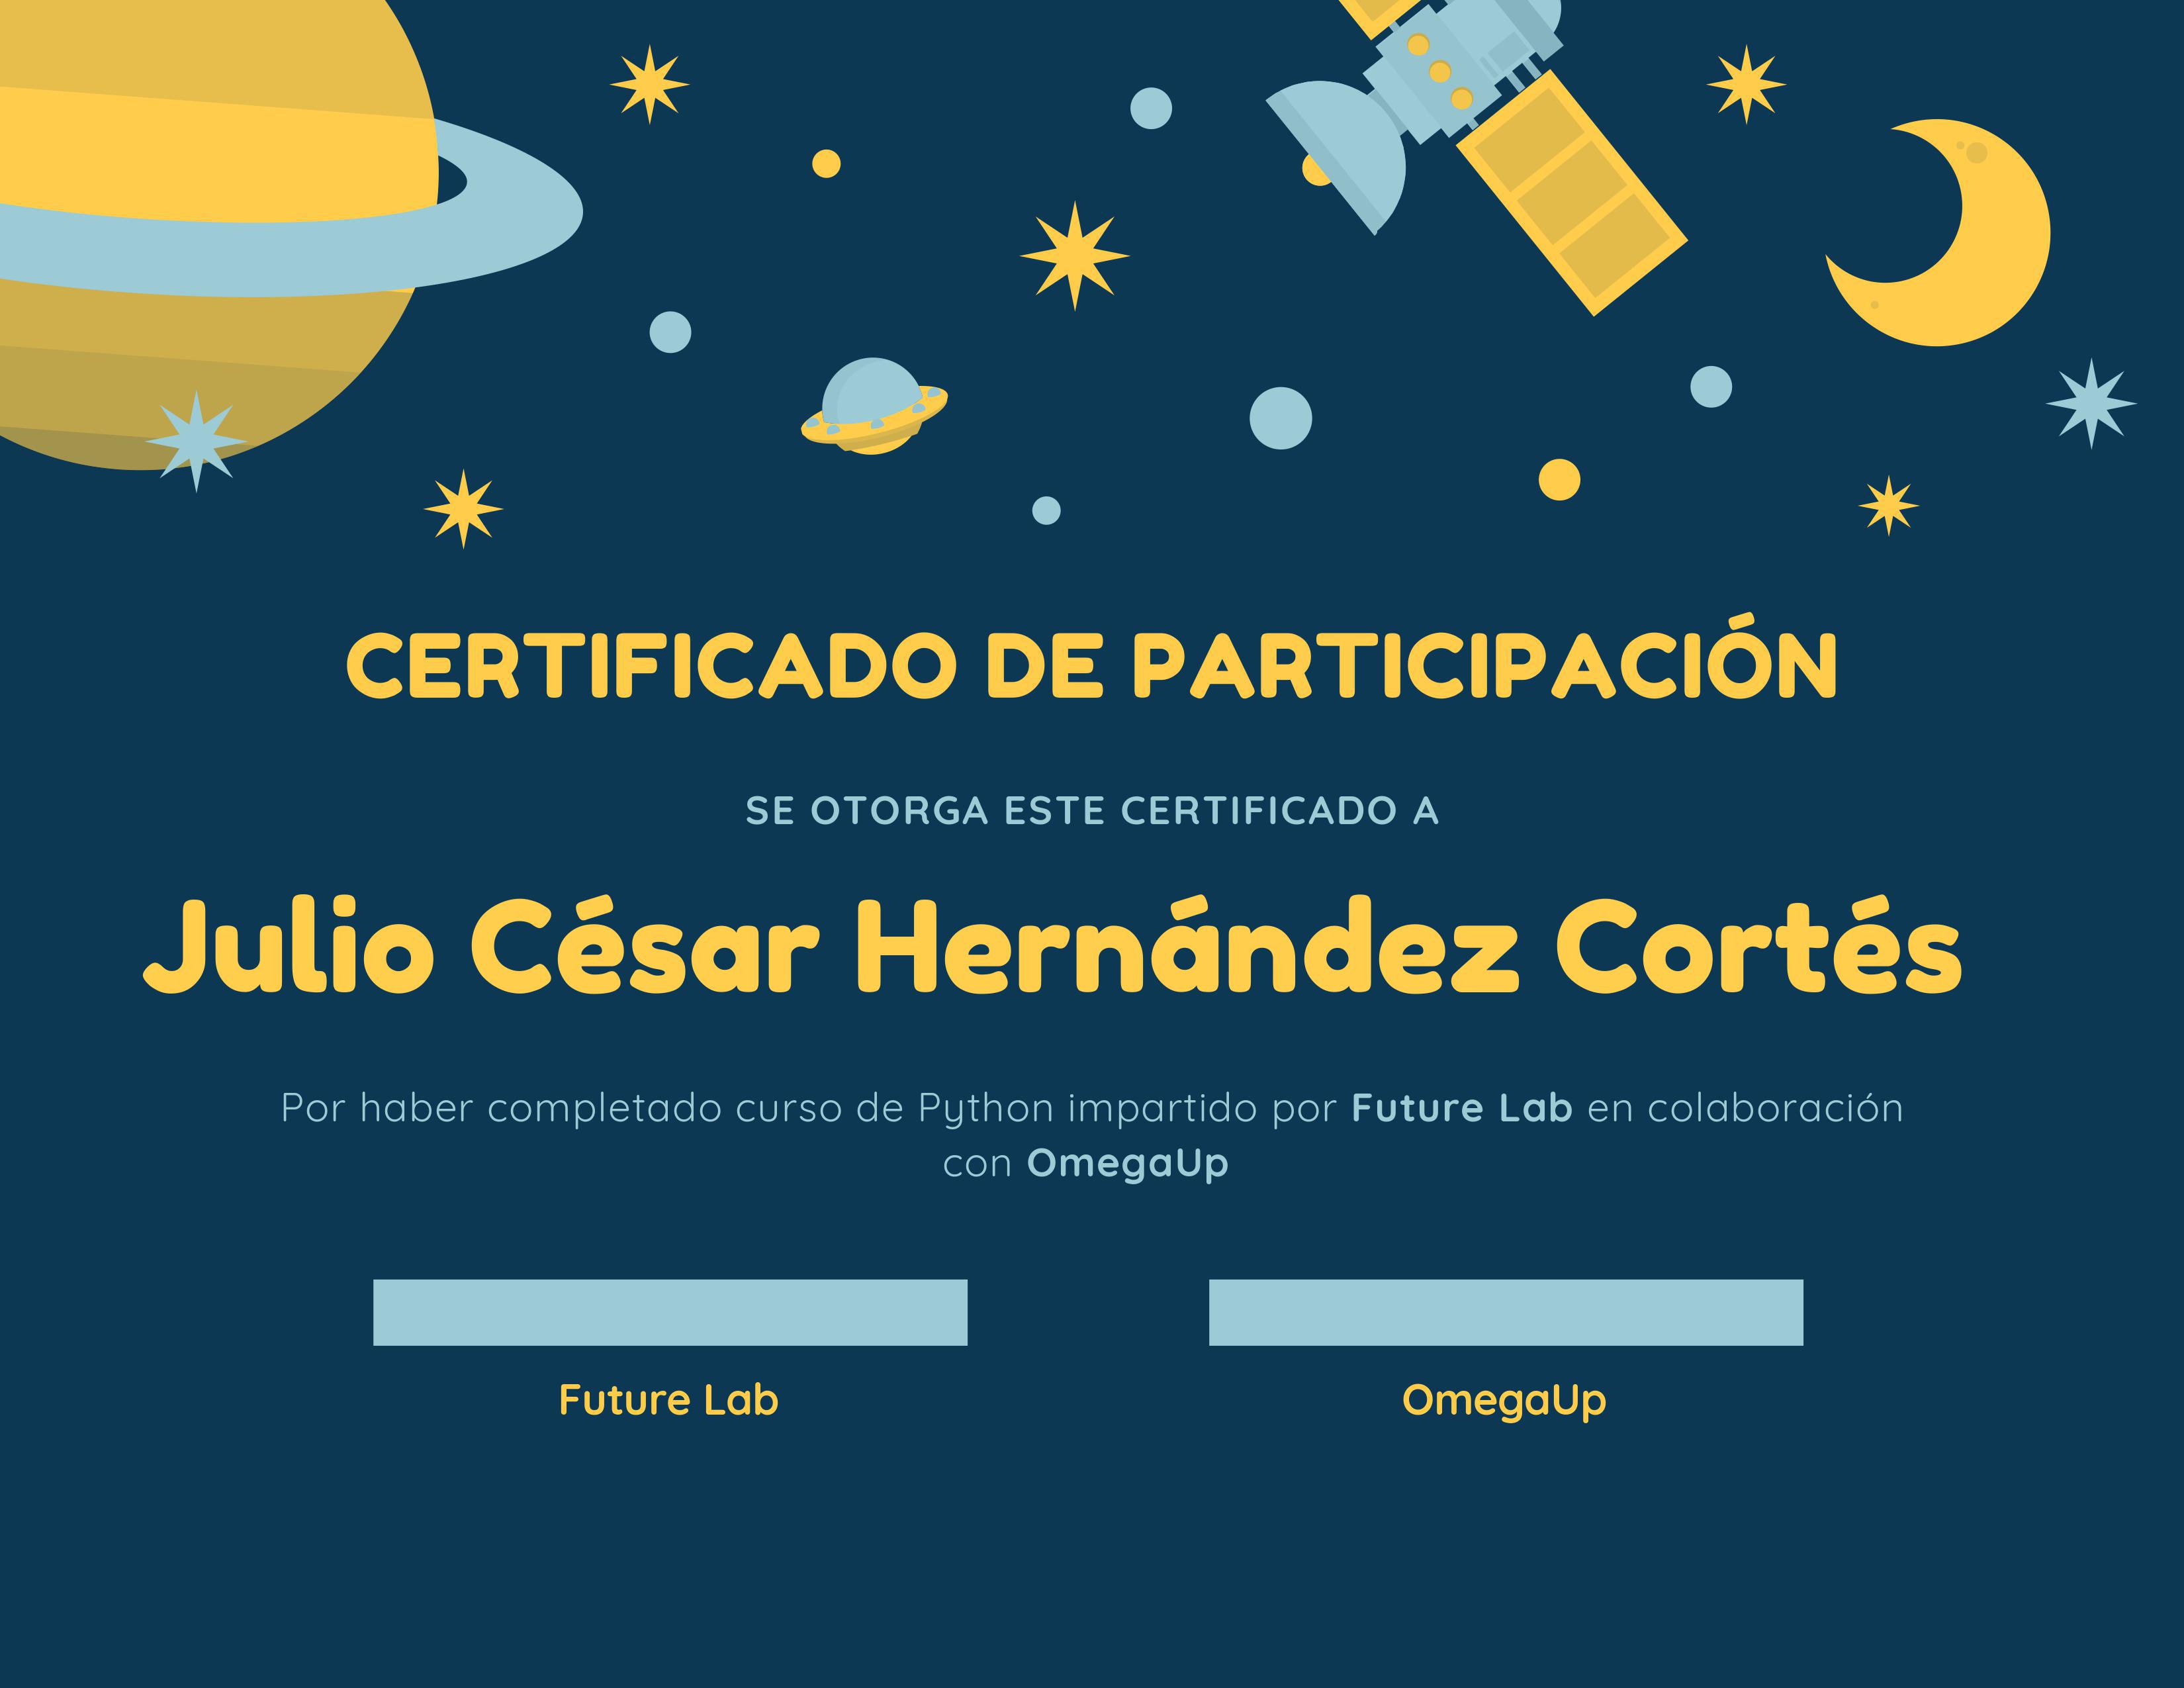 CERTIFICADO DE PARTICIPACIÓN
SE OTORGA ESTE CERTIFICADO A
Julio César Hernández Cortés
Por haber completado curso de Python impartido por Future Lab en colaboración
con OmegaUp
Future Lab
OmegaUp